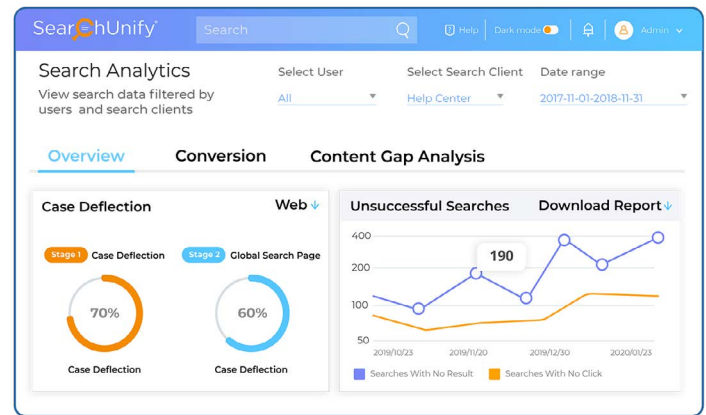 SearchUnify
Search
Help
Dark mode
Admin
Search Analytics
View search data filtered by
users and search clients
Select User
All
Select Search Client
Help Center
Date range
2017-11-01-2018-11-31
Overview
Conversion
Content Gap Analysis
Case Deflection
Web
Stage 1
Case Deflection
70%
Case Deflection
Stage 2
Global Search Page
60%
Case Deflection
Unsuccessful Searches
Download Report
400
200
100
50
190
2019/10/23
2019/11/20
2019/12/30
2020/01/23
Searches With No Result
Searches With No Click